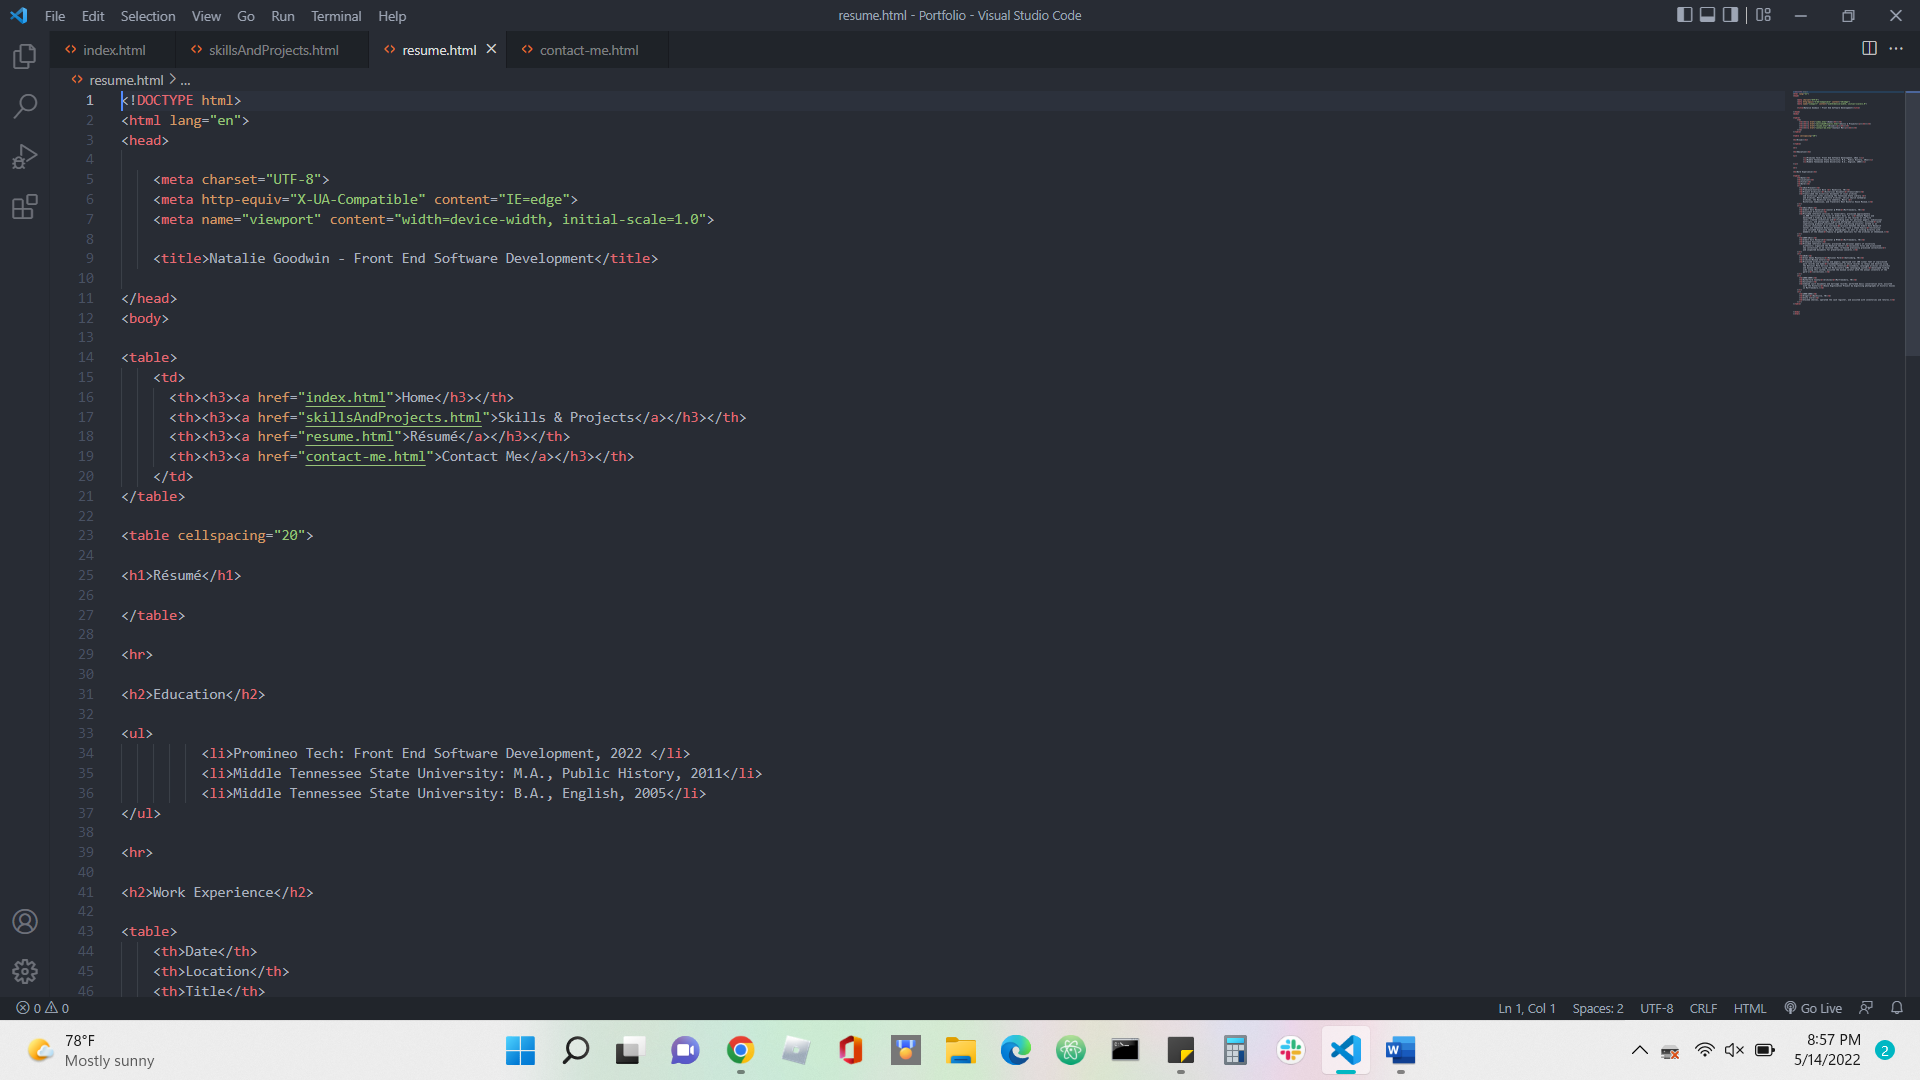 File Edit Selection View Go Run Terminal Help
resume.html - Portfolio - Visual Studio Code
index.html
skillsAndProjects.html
resume.html
contact-me.html
resume.html > ...
1 <!DOCTYPE html>
2 <html lang="en">
3 <head>
4
5 <meta charset="UTF-8">
6 <meta http-equiv="X-UA-Compatible" content="IE=edge">
7 <meta name="viewport" content="width=device-width, initial-scale=1.0">
8
9 <title>Natalie Goodwin - Front End Software Development</title>
10
11 </head>
12 <body>
13
14 <table>
15 <td>
16 <th><h3><a href="index.html">Home</h3></th>
17 <th><h3><a href="skillsAndProjects.html">Skills & Projects</a></h3></th>
18 <th><h3><a href="resume.html">Résumé</a></h3></th>
19 <th><h3><a href="contact-me.html">Contact Me</a></h3></th>
20 </td>
21 </table>
22
23 <table cellspacing="20">
24
25 <h1>Résumé</h1>
26
27 </table>
28
29 <hr>
30
31 <h2>Education</h2>
32
33 <ul>
34 <li>Promineo Tech: Front End Software Development, 2022 </li>
35 <li>Middle Tennessee State University: M.A., Public History, 2011</li>
36 <li>Middle Tennessee State University: B.A., English, 2005</li>
37 </ul>
38
39 <hr>
40
41 <h2>Work Experience</h2>
42
43 <table>
44 <th>Date</th>
45 <th>Location</th>
46 <th>Title</th>
0 0
Ln 1, Col 1 Spaces: 2 UTF-8 CRLF HTML Go Live
78°F
Mostly sunny
8:57 PM
5/14/2022
2